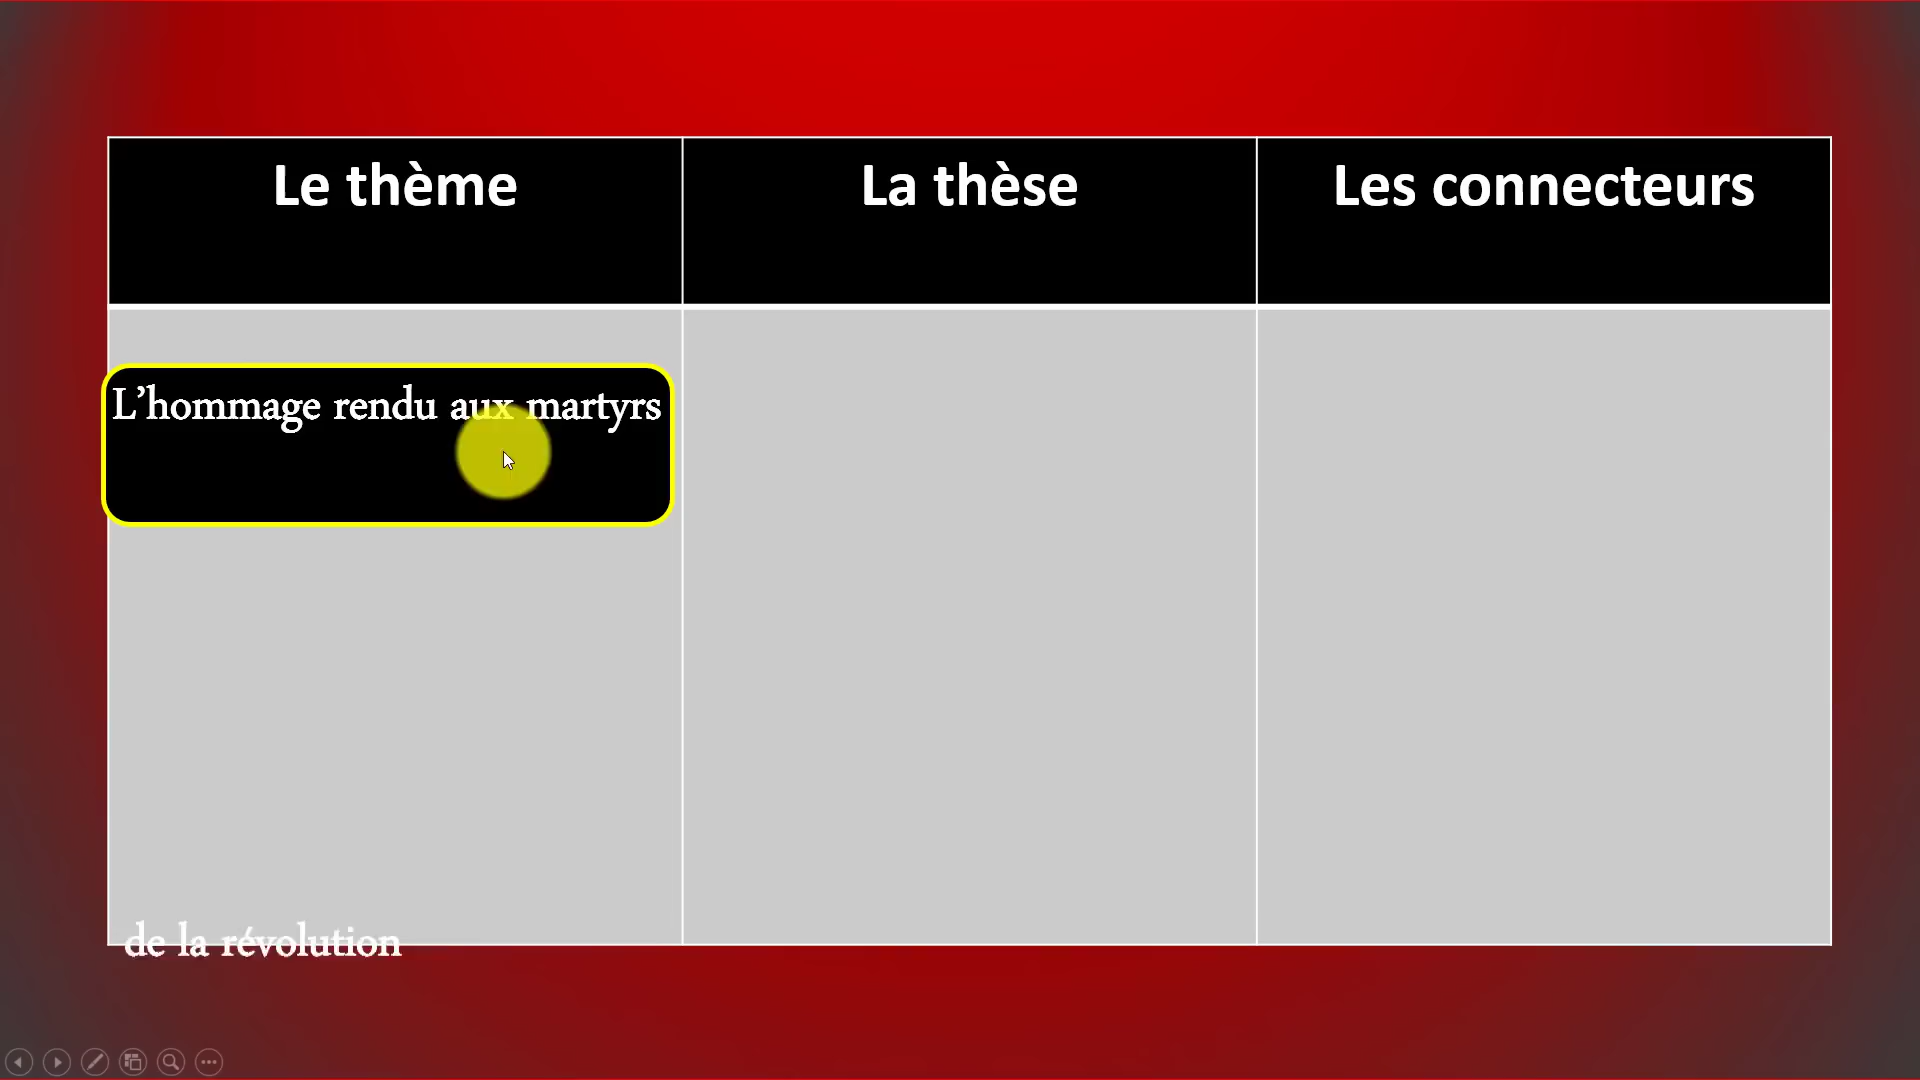 Le thème
La thèse
Les connecteurs
L'hommage rendu aux martyrs
de la révolution